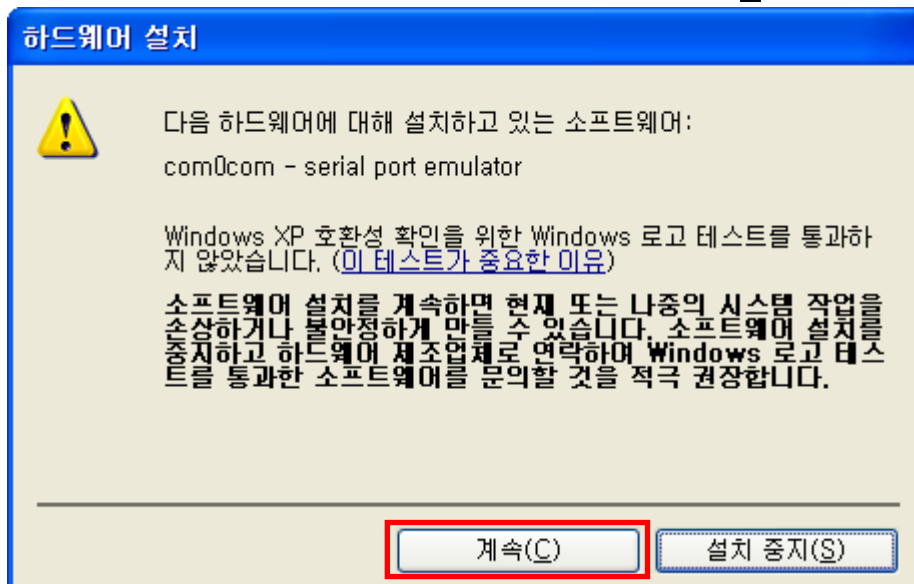 하드웨어 설치
다음 하드웨어에 대해 설치하고 있는 소프트웨어:
com0com - serial port emulator
Windows XP 호환성 확인을 위한 Windows 로고 테스트를 통과하
지 않았습니다. (이 테스트가 중요한 이유)
소프트웨어 설치를 계속하면 현재 또는 나중의 시스템 작업을
손상하거나 불안정하게 만들 수 있습니다. 소프트웨어 설치를
중지하고 하드웨어 제조업체로 연락하여 Windows 로고 테스
트를 통과한 소프트웨어를 문의할 것을 적극 권장합니다.
계속(C)
설치 중지(S)